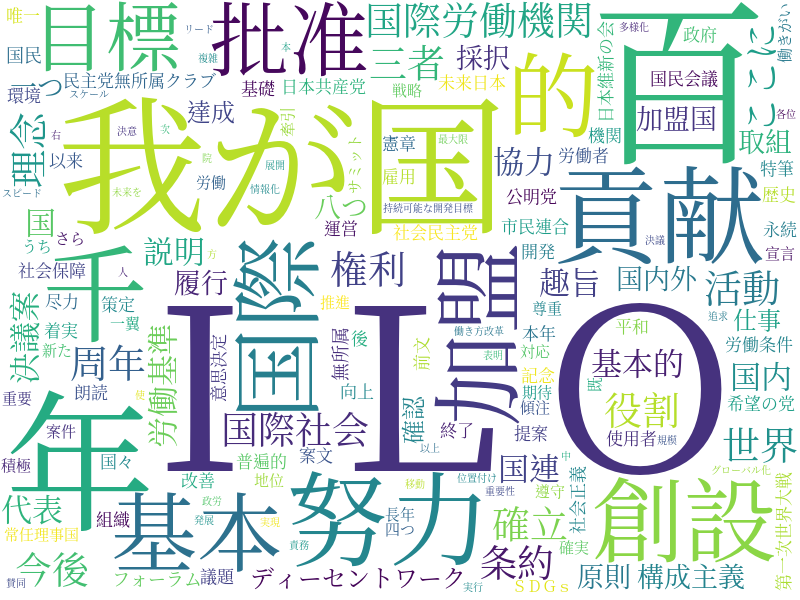 唯一
目標
リード
複雑
本
批准
国際労働機関
多様化
政府
働きがい
国民
三者
採択
日本維新の会
百
ここに
一つ
民主党無所属クラブ
基礎
日本共産党
未来日本
国民会議
環境
スケール
戦略
的
理念
達成
牽引
憲章
最大限
機関
加盟国
取組
各位
右
決意
次
我が国
協力
労働者
特筆
以来
院
展開
サミット
雇用
公明党
歴史
スピード
未来を
労働
情報化
八つ
持続可能な開発目標
貢献
国
うち
さら
千
説明
運営
社会民主党
市民連合
永続
社会保障
人
方
国際
権利
加盟
開発
決議
宣言
決議案
尽力
策定
履行
趣旨
国内外
活動
着実
一翼
推進
働き方改革
尊重
追求
新た
労働基準
意思決定
無所属
後
前文
本年
平和
仕事
周年
表明
対応
労働条件
重要
朗読
ILO
記念
基本的
国内
年
向上
期待
既
希望の党
案件
国際社会
確認
傾注
役割
使
終了
提案
使用者
規模
世界
積極
国々
普遍的
案文
以上
国連
中
グローバル化
改善
地位
移動
位置付け
重要性
遵守
社会正義
代表
組織
基本
政労
努力
長年
四つ
確立
創設
第一次世界大戦
常任理事国
発展
実現
責務
確実
今後
フォーラム
議題
ディーセントワーク
条約
原則
構成主義
賛同
実行
SDGs